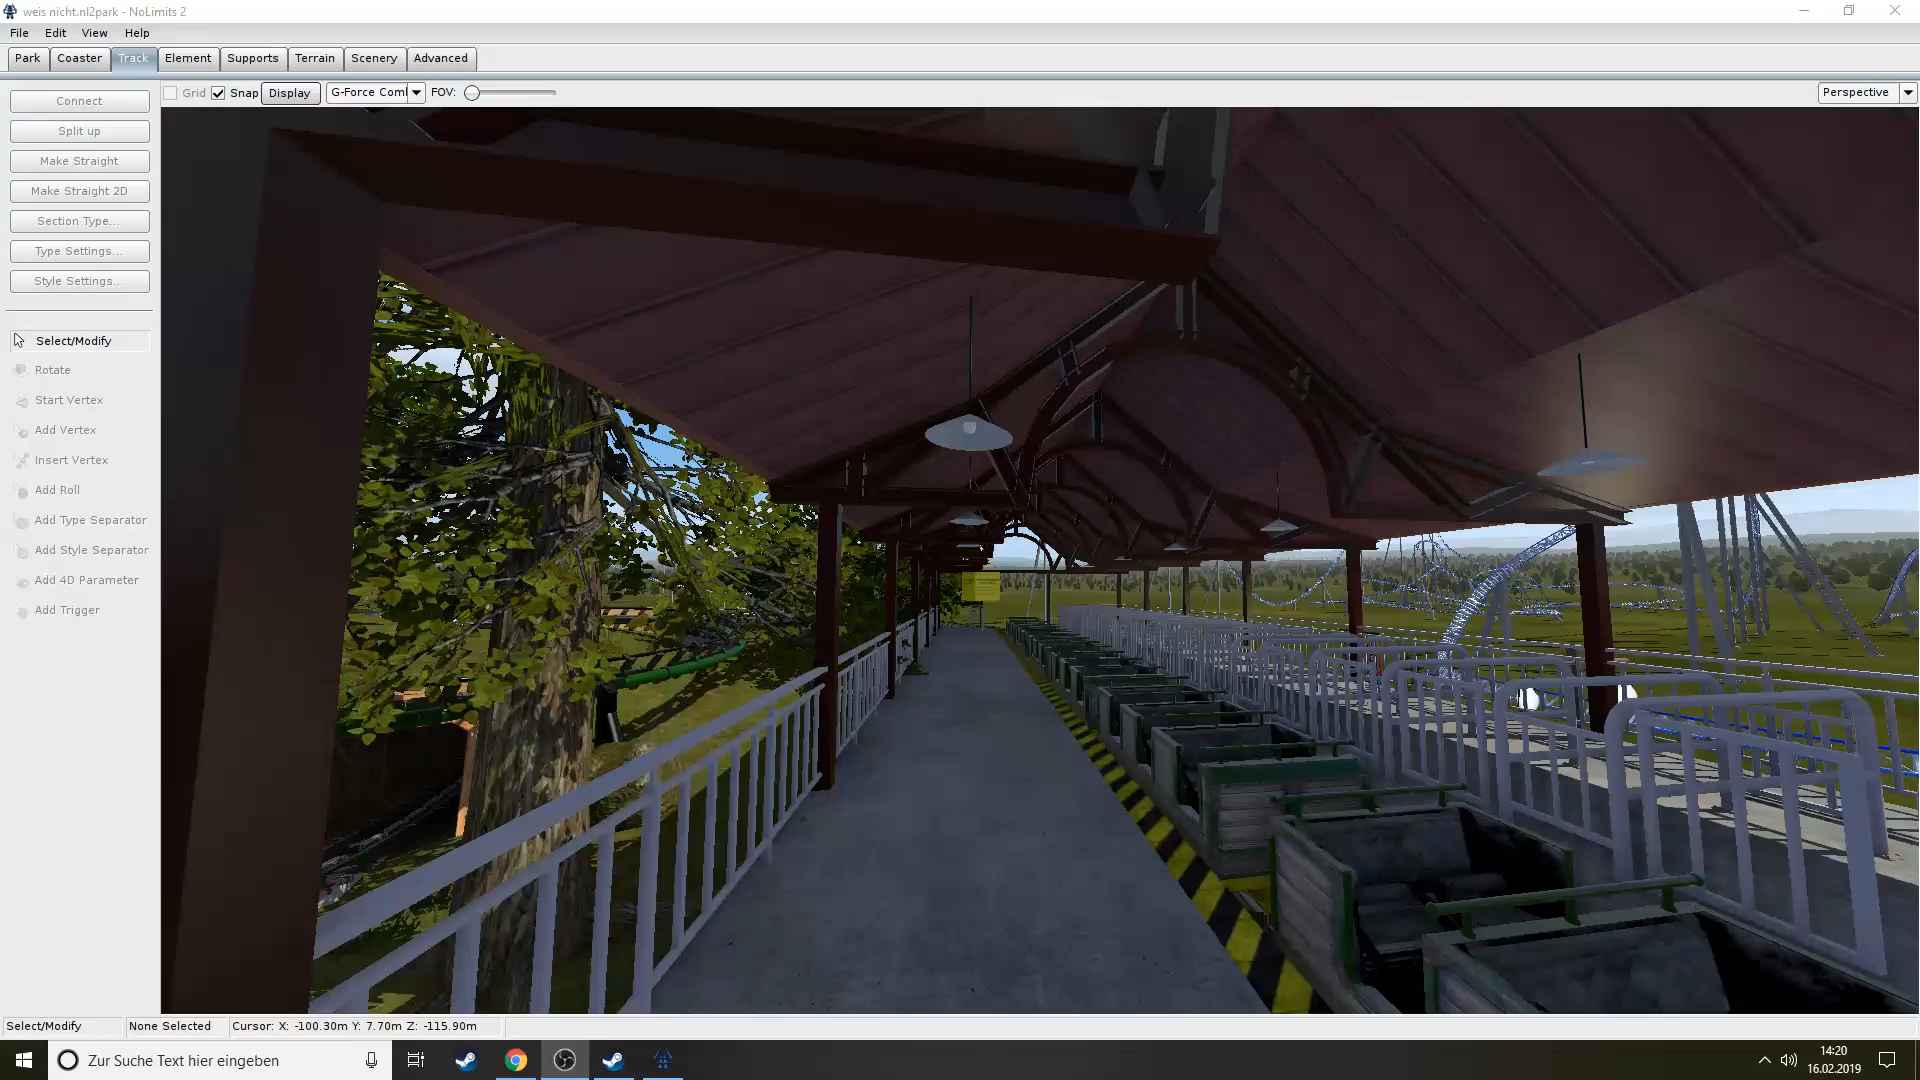 weis nicht.nl2park - NoLimits 2
File Edit View Help
Park Coaster Track Element Supports Terrain Scenery Advanced
Grid Snap Display G-Force Com FOV: Perspective
Connect
Split up
Make Straight
Make Straight 2D
Section Type...
Type Settings...
Style Settings...
Select/Modify
Rotate
Start Vertex
Add Vertex
Insert Vertex
Add Roll
Add Type Separator
Add Style Separator
Add 4D Parameter
Add Trigger
Select/Modify None Selected Cursor: X: -100.30m Y: 7.70m Z: -115.90m
Zur Suche Text hier eingeben
14:20
16.02.2019